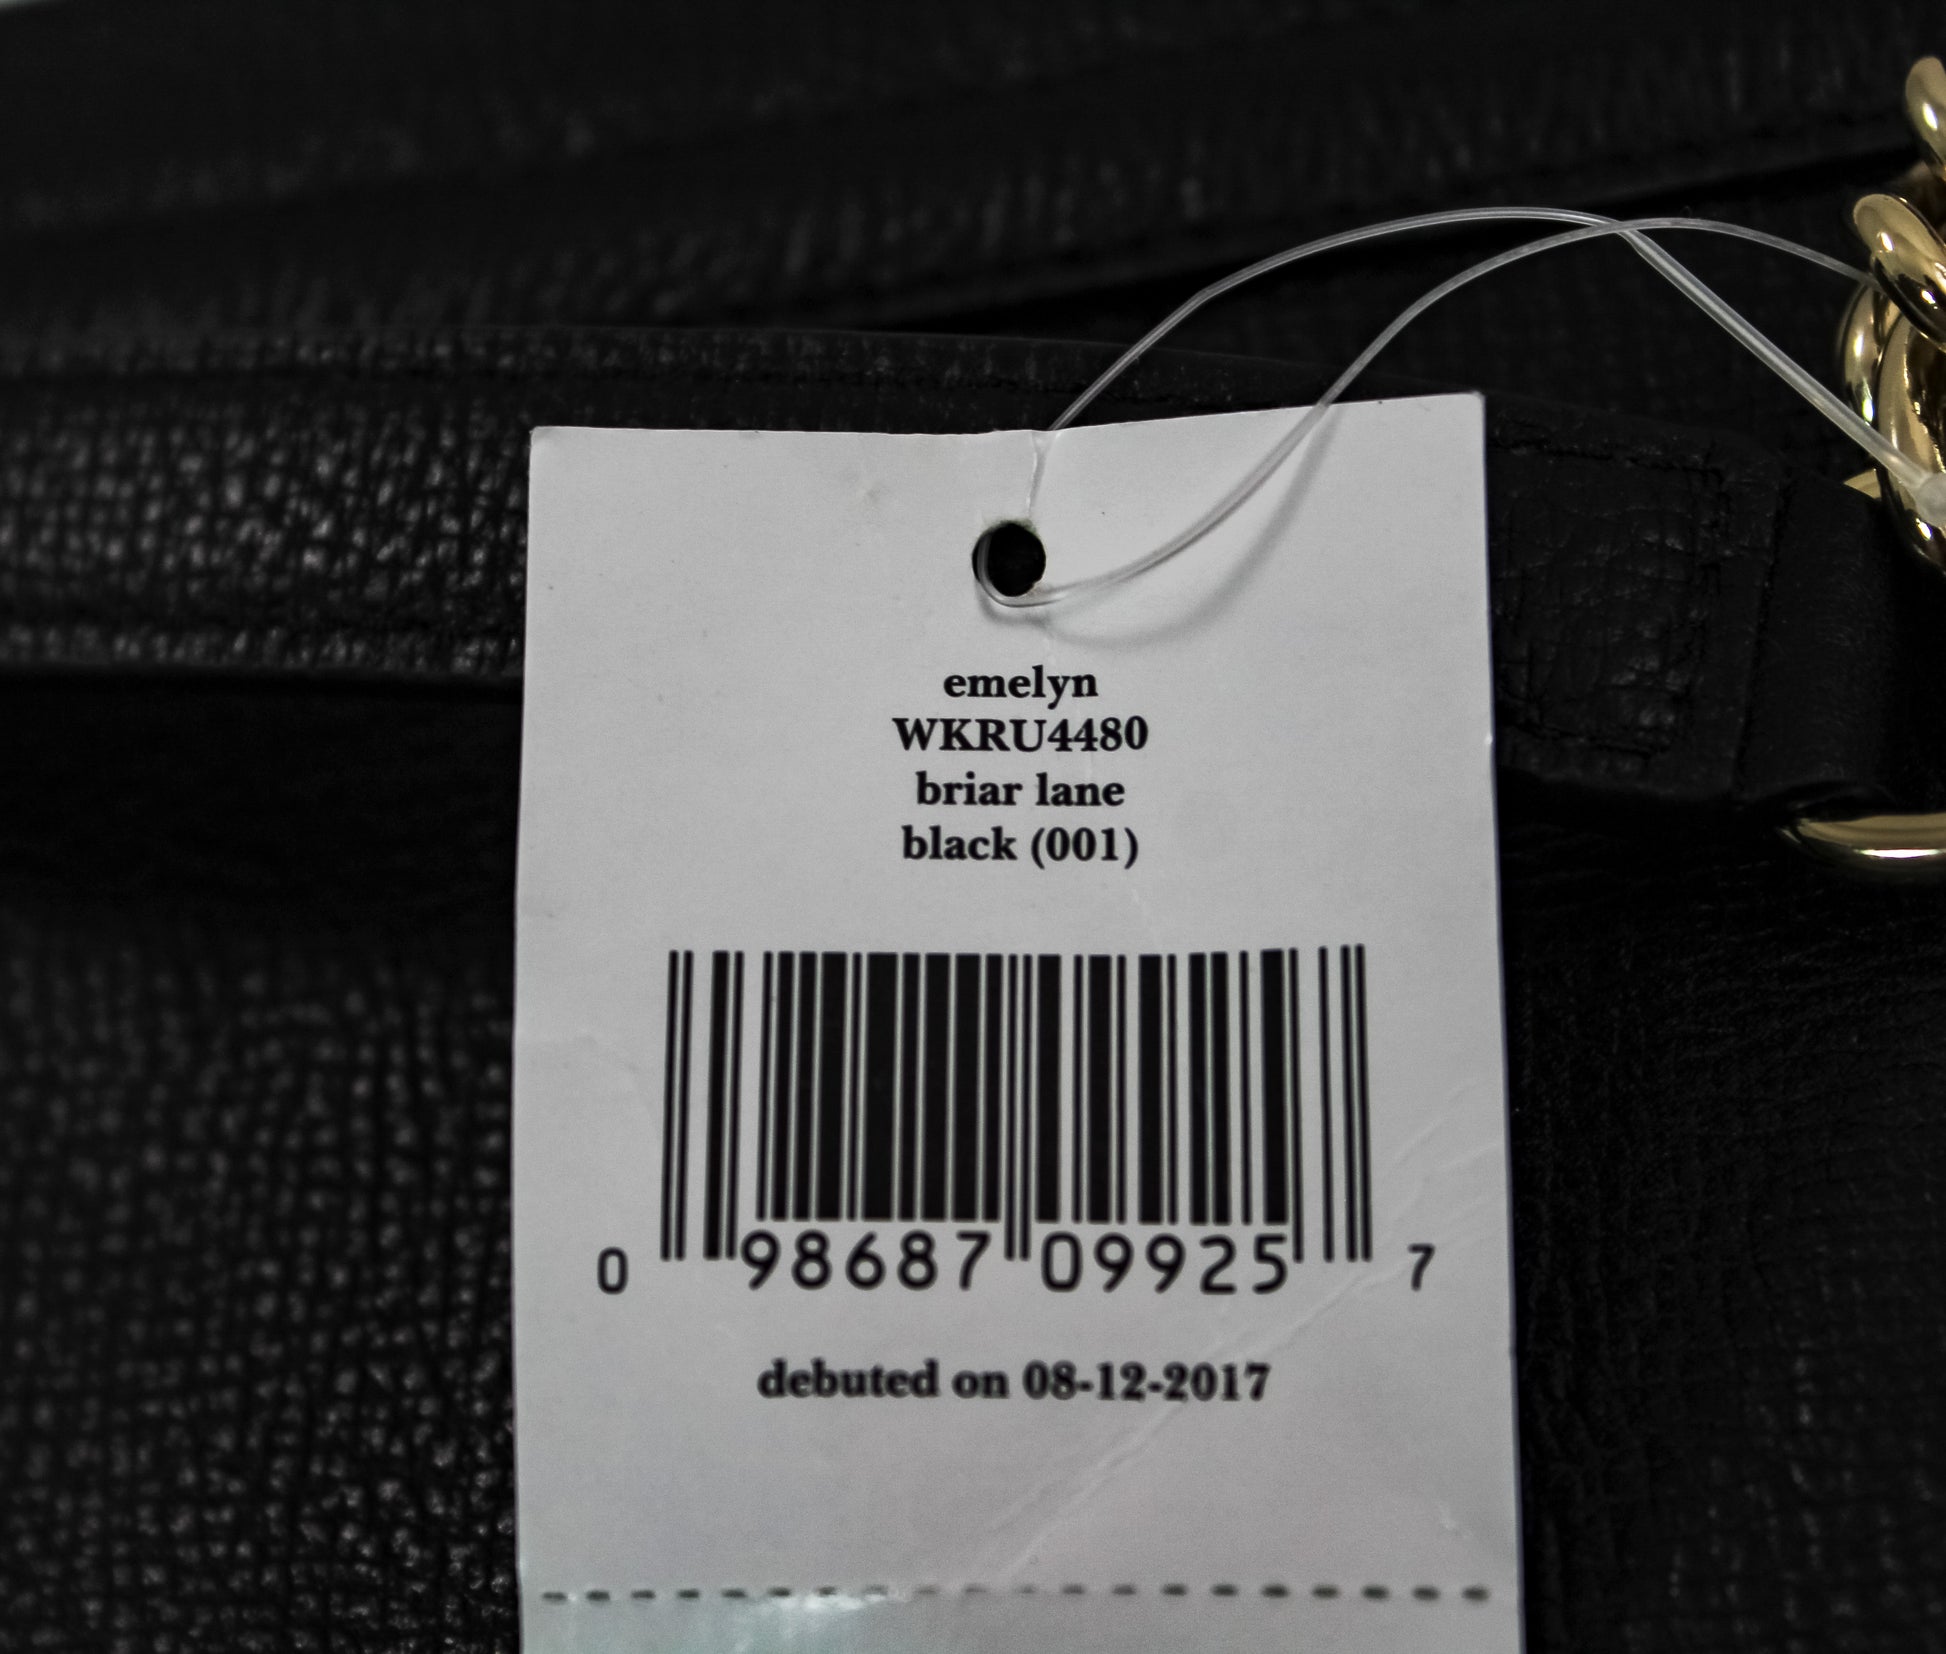 emelyn
WKRU4480
briar lane
black (001)
0 98687 09925 7
debuted on 08-12-2017